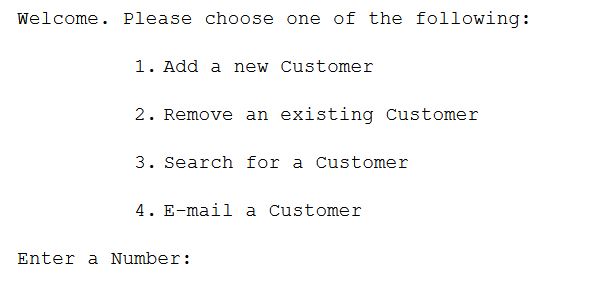 Welcome. Please choose one of the following:
1. Add a new Customer
2. Remove an existing Customer
3. Search for a Customer
4. E-mail a Customer
Enter a Number: